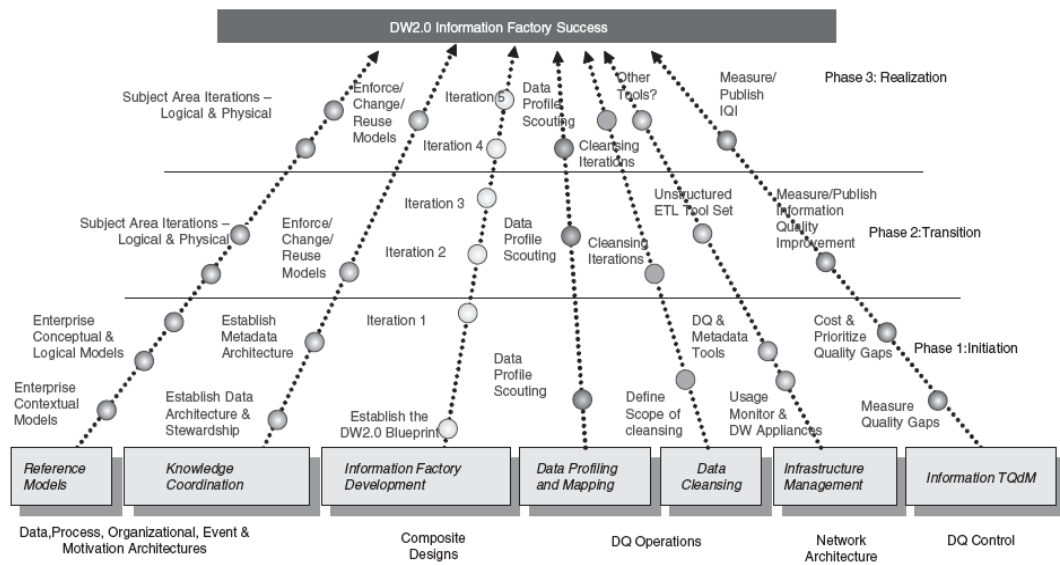 DW2.0 Information Factory Success
Phase 3: Realization
Subject Area Iterations –
Logical & Physical
Enforce/
Change/
Reuse
Models
Iteration 5
Iteration 4
Data
Profile
Scouting
Cleansing
Iterations
Other
Tools?
Measure/
Publish
IQI
Phase 2:Transition
Subject Area Iterations –
Logical & Physical
Enforce/
Change/
Reuse
Models
Iteration 3
Iteration 2
Data
Profile
Scouting
Cleansing
Iterations
Unstructured
ETL Tool Set
Measure/Publish
Information
Quality
Improvement
Phase 1:Initiation
Enterprise
Conceptual &
Logical Models
Enterprise
Contextual
Models
Establish
Metadata
Architecture
Establish Data
Architecture &
Stewardship
Iteration 1
Establish the
DW2.0 Blueprint
Data
Profile
Scouting
Define
Scope of
cleansing
DQ &
Metadata
Tools
Usage
Monitor &
DW Appliances
Cost &
Prioritize
Quality Gaps
Measure
Quality Gaps
Reference
Models
Knowledge
Coordination
Information Factory
Development
Data Profiling
and Mapping
Data
Cleansing
Infrastructure
Management
Information TQdM
Data,Process, Organizational, Event &
Motivation Architectures
Composite
Designs
DQ Operations
Network
Architecture
DQ Control